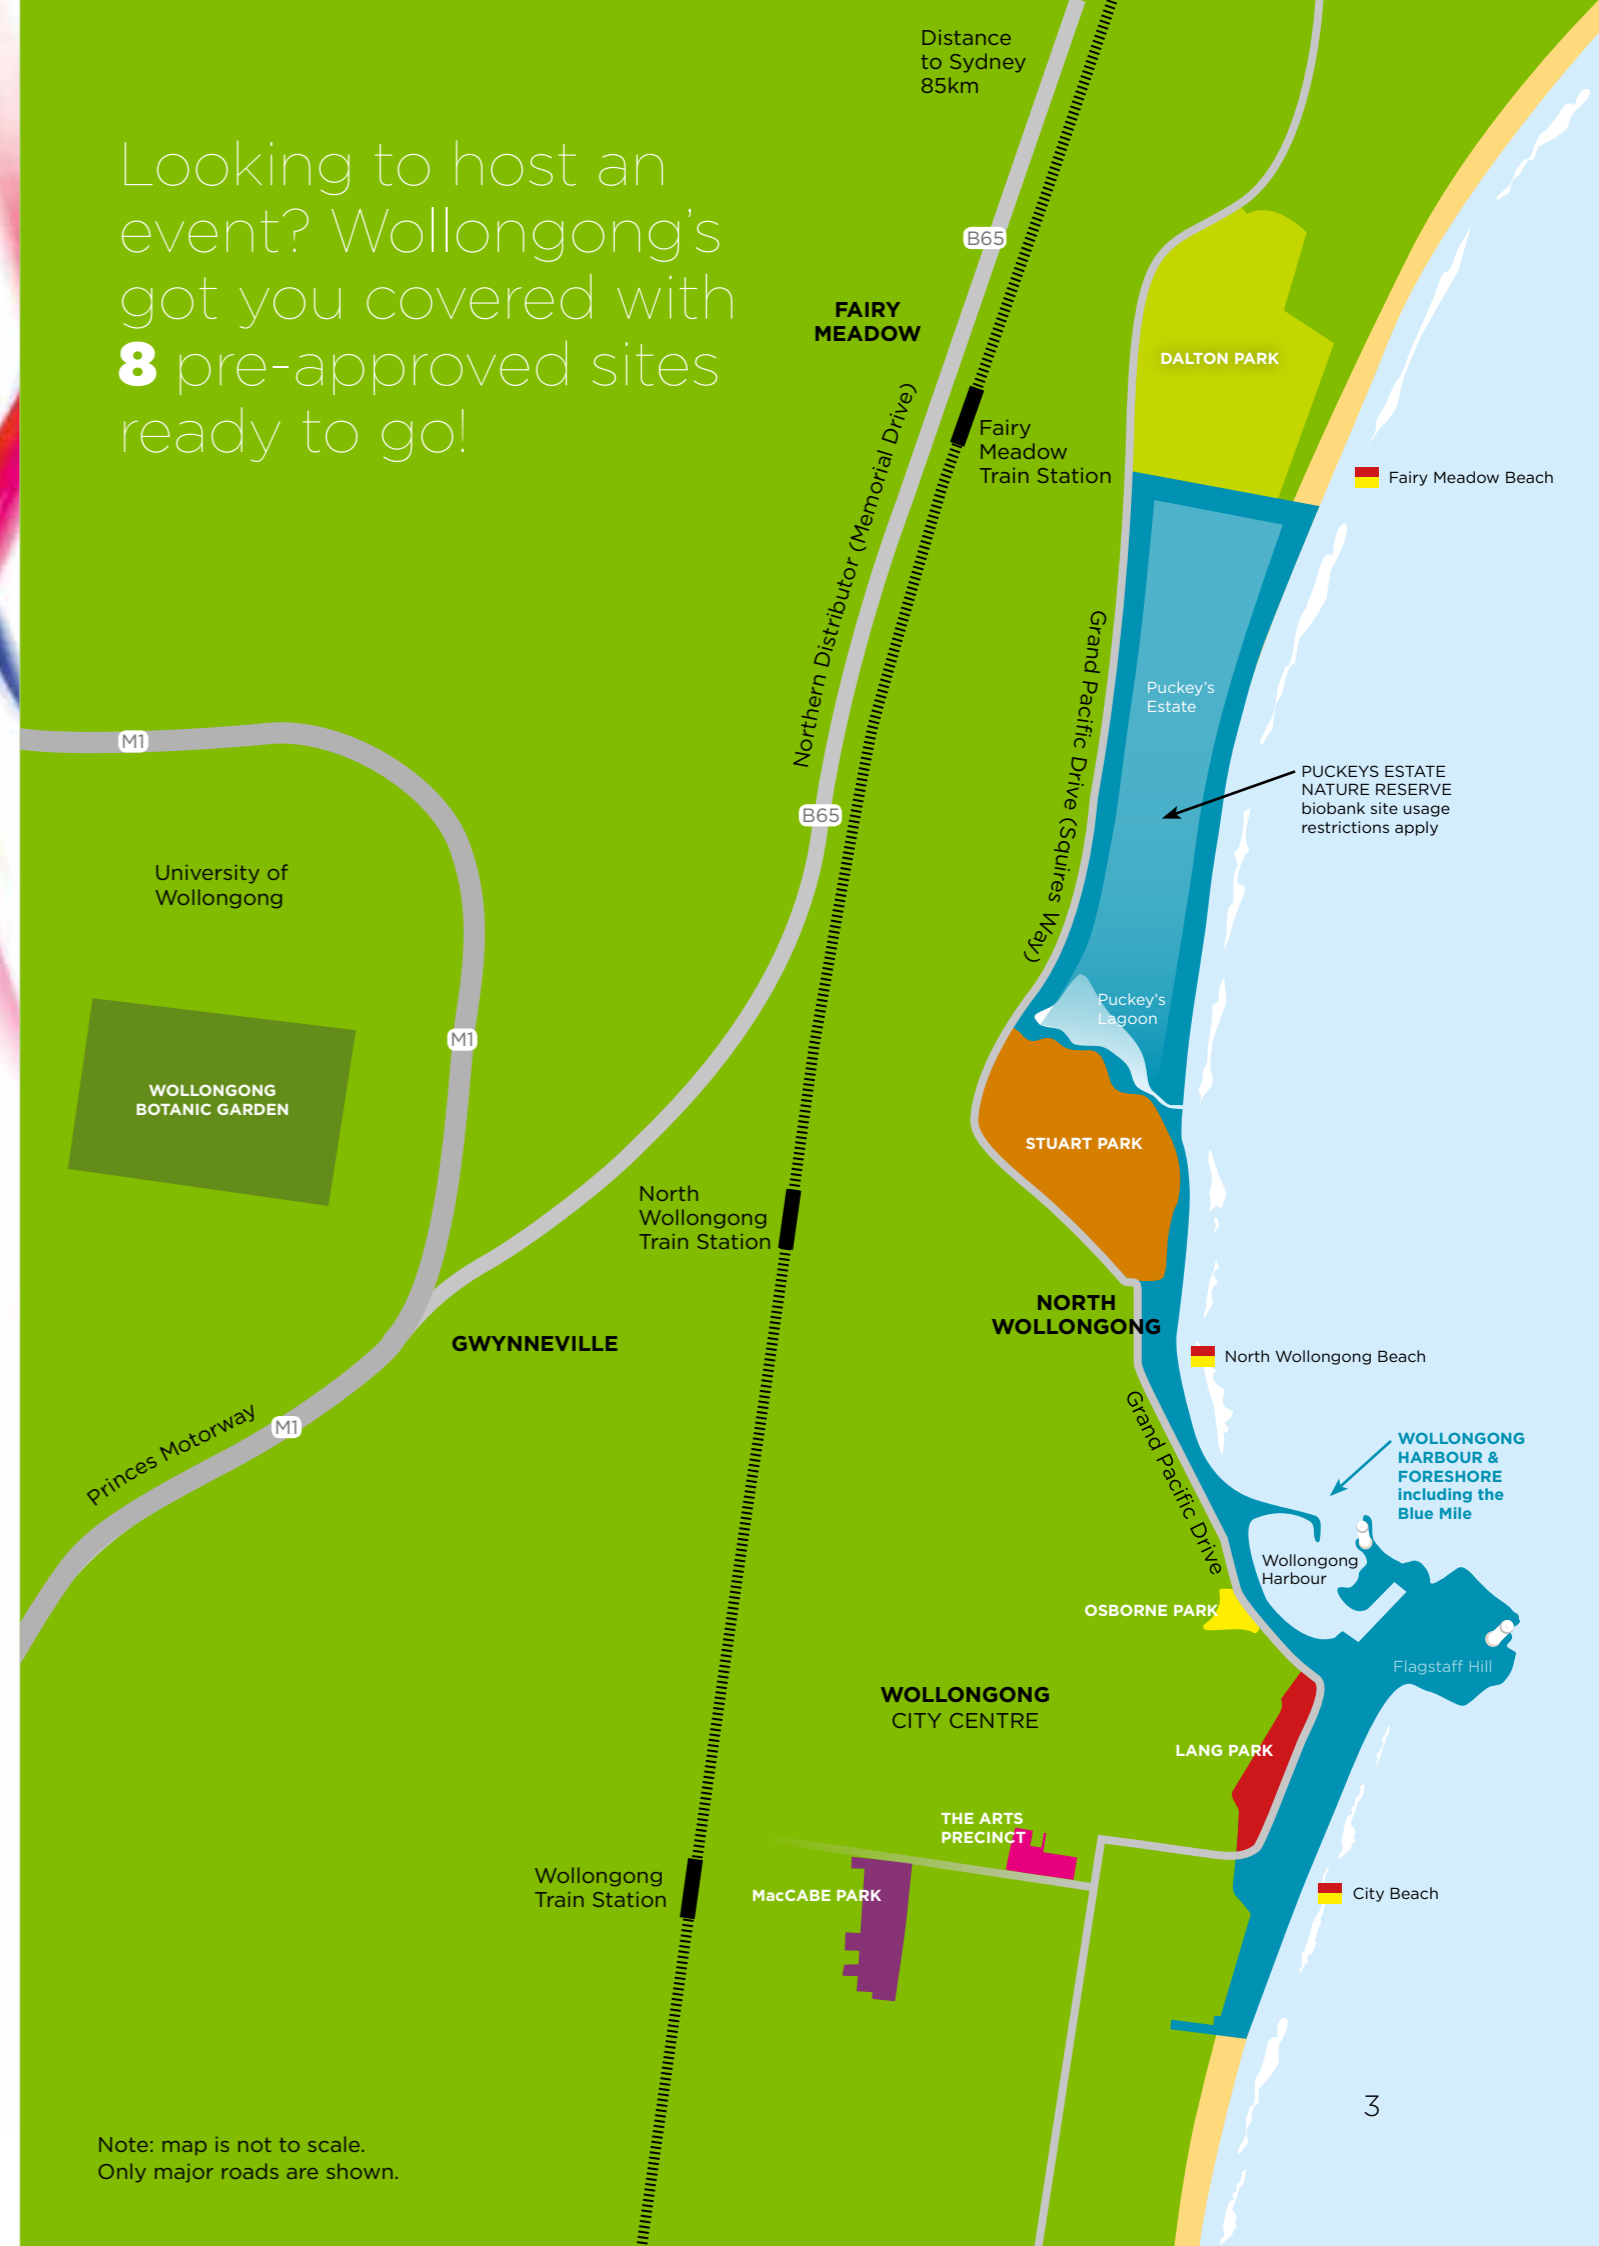 Distance
to Sydney
85km
Looking to host an
event? Wollongong's
got you covered with
8 pre-approved sites
ready to go!
B65
FAIRY
MEADOW
DALTON PARK
Northern Distributor (Memorial Drive)
Fairy
Meadow
Train Station
Fairy Meadow Beach
Grand Pacific Drive (Squires Way)
Puckey's
Estate
M1
PUCKEYS ESTATE
NATURE RESERVE
biobank site usage
restrictions apply
B65
University of
Wollongong
Puckey's
Lagoon
M1
WOLLONGONG
BOTANIC GARDEN
STUART PARK
North
Wollongong
Train Station
NORTH
WOLLONGONG
GWYNNEVILLE
North Wollongong Beach
Princes Motorway
M1
Grand Pacific Drive
WOLLONGONG
HARBOUR &
FORESHORE
including the
Blue Mile
Wollongong
Harbour
OSBORNE PARK
Flagstaff Hill
WOLLONGONG
CITY CENTRE
LANG PARK
THE ARTS
PRECINCT
Wollongong
Train Station
MacCABE PARK
City Beach
3
Note: map is not to scale.
Only major roads are shown.